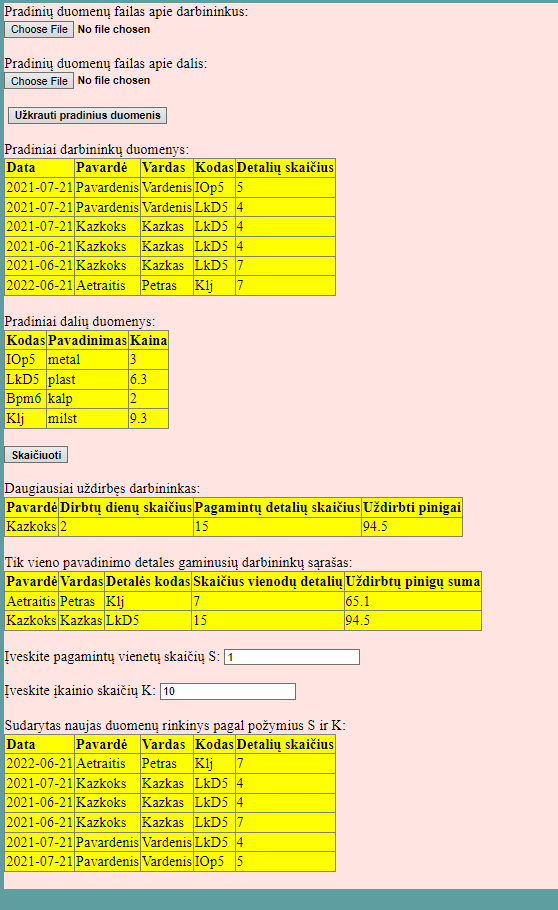 Pradinių duomenų failas apie darbininkus:
Choose File No file chosen
Pradinių duomenų failas apie dalis:
Choose File No file chosen
Užkrauti pradinius duomenis
Pradiniai darbininkų duomenys:
Data Pavardė Vardas Kodas Detalių skaičius
2021-07-21 Pavardenis Vardenis IOp5 5
2021-07-21 Pavardenis Vardenis LkD5 4
2021-07-21 Kazkoks Kazkas LkD5 4
2021-06-21 Kazkoks Kazkas LkD5 4
2021-06-21 Kazkoks Kazkas LkD5 7
2022-06-21 Aetraitis Petras Klj 7
Pradiniai dalių duomenys:
Kodas Pavadinimas Kaina
IOp5 metal 3
LkD5 plast 6.3
Bpm6 kalp 2
Klj milst 9.3
Skaičiuoti
Daugiausiai uždirbęs darbininkas:
Pavardė Dirbtų dienų skaičius Pagamintų detalių skaičius Uždirbti pinigai
Kazkoks 2 15 94.5
Tik vieno pavadinimo detales gaminusių darbininkų sąrašas:
Pavardė Vardas Detalės kodas Skaičius vienodų detalių Uždirbtų pinigų suma
Aetraitis Petras Klj 7 65.1
Kazkoks Kazkas LkD5 15 94.5
Įveskite pagamintų vienetų skaičių S: 1
Įveskite įkainio skaičių K: 10
Sudarytas naujas duomenų rinkinys pagal požymius S ir K:
Data Pavardė Vardas Kodas Detalių skaičius
2022-06-21 Aetraitis Petras Klj 7
2021-07-21 Kazkoks Kazkas LkD5 4
2021-06-21 Kazkoks Kazkas LkD5 4
2021-06-21 Kazkoks Kazkas LkD5 7
2021-07-21 Pavardenis Vardenis LkD5 4
2021-07-21 Pavardenis Vardenis IOp5 5